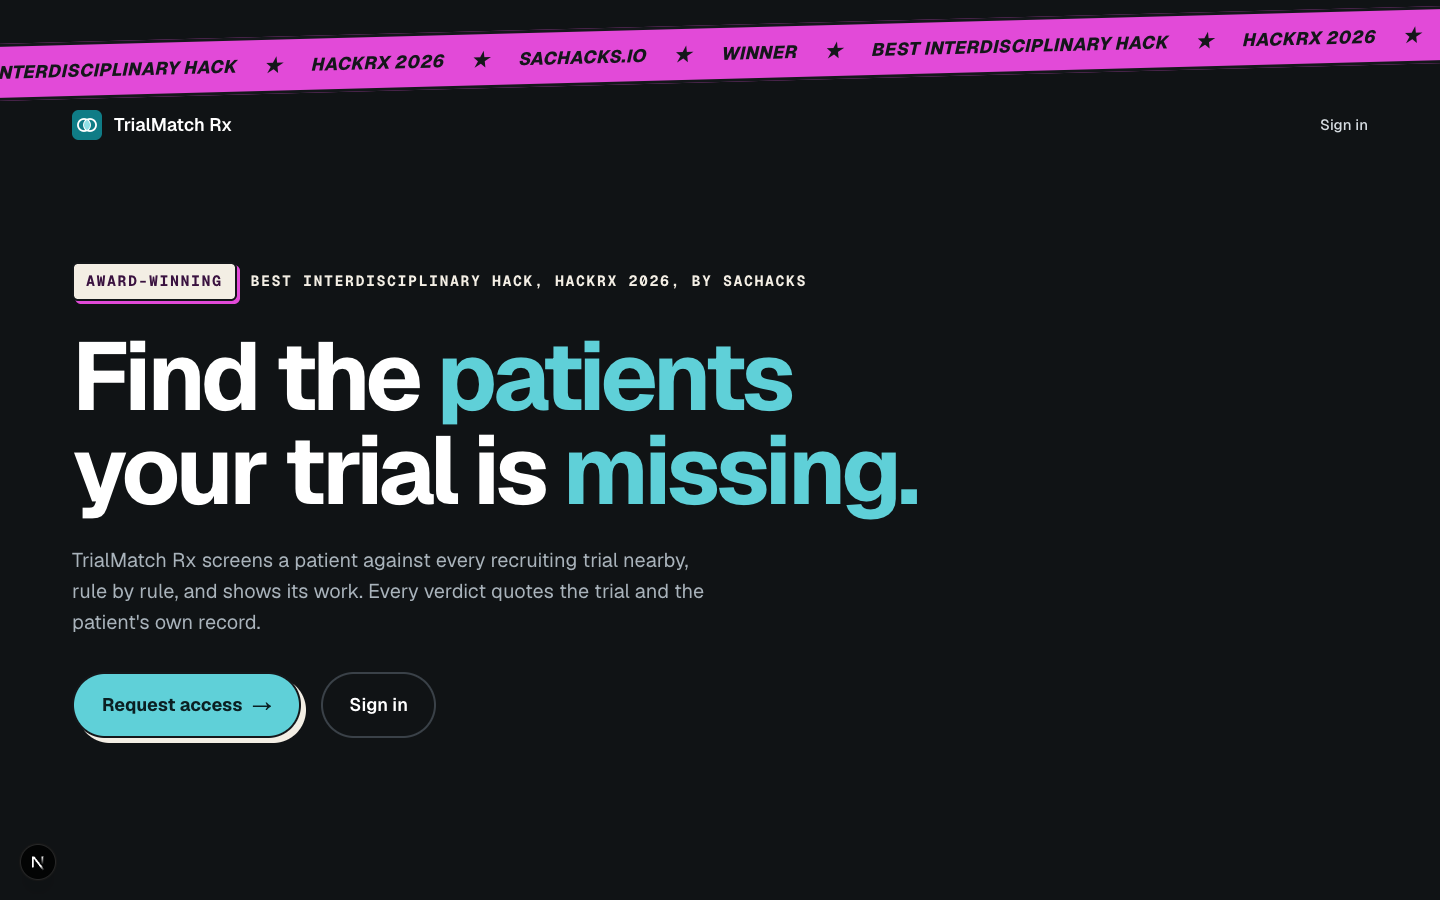 NTERDISCIPLINARY HACK ★ HACKRX 2026 ★ SACHACKS.IO ★ WINNER ★ BEST INTERDISCIPLINARY HACK ★ HACKRX 2026 ★
TrialMatch Rx
Sign in
AWARD-WINNING BEST INTERDISCIPLINARY HACK, HACKRX 2026, BY SACHACKS
Find the patients
your trial is missing.
TrialMatch Rx screens a patient against every recruiting trial nearby,
rule by rule, and shows its work. Every verdict quotes the trial and the
patient's own record.
Request access →
Sign in
N